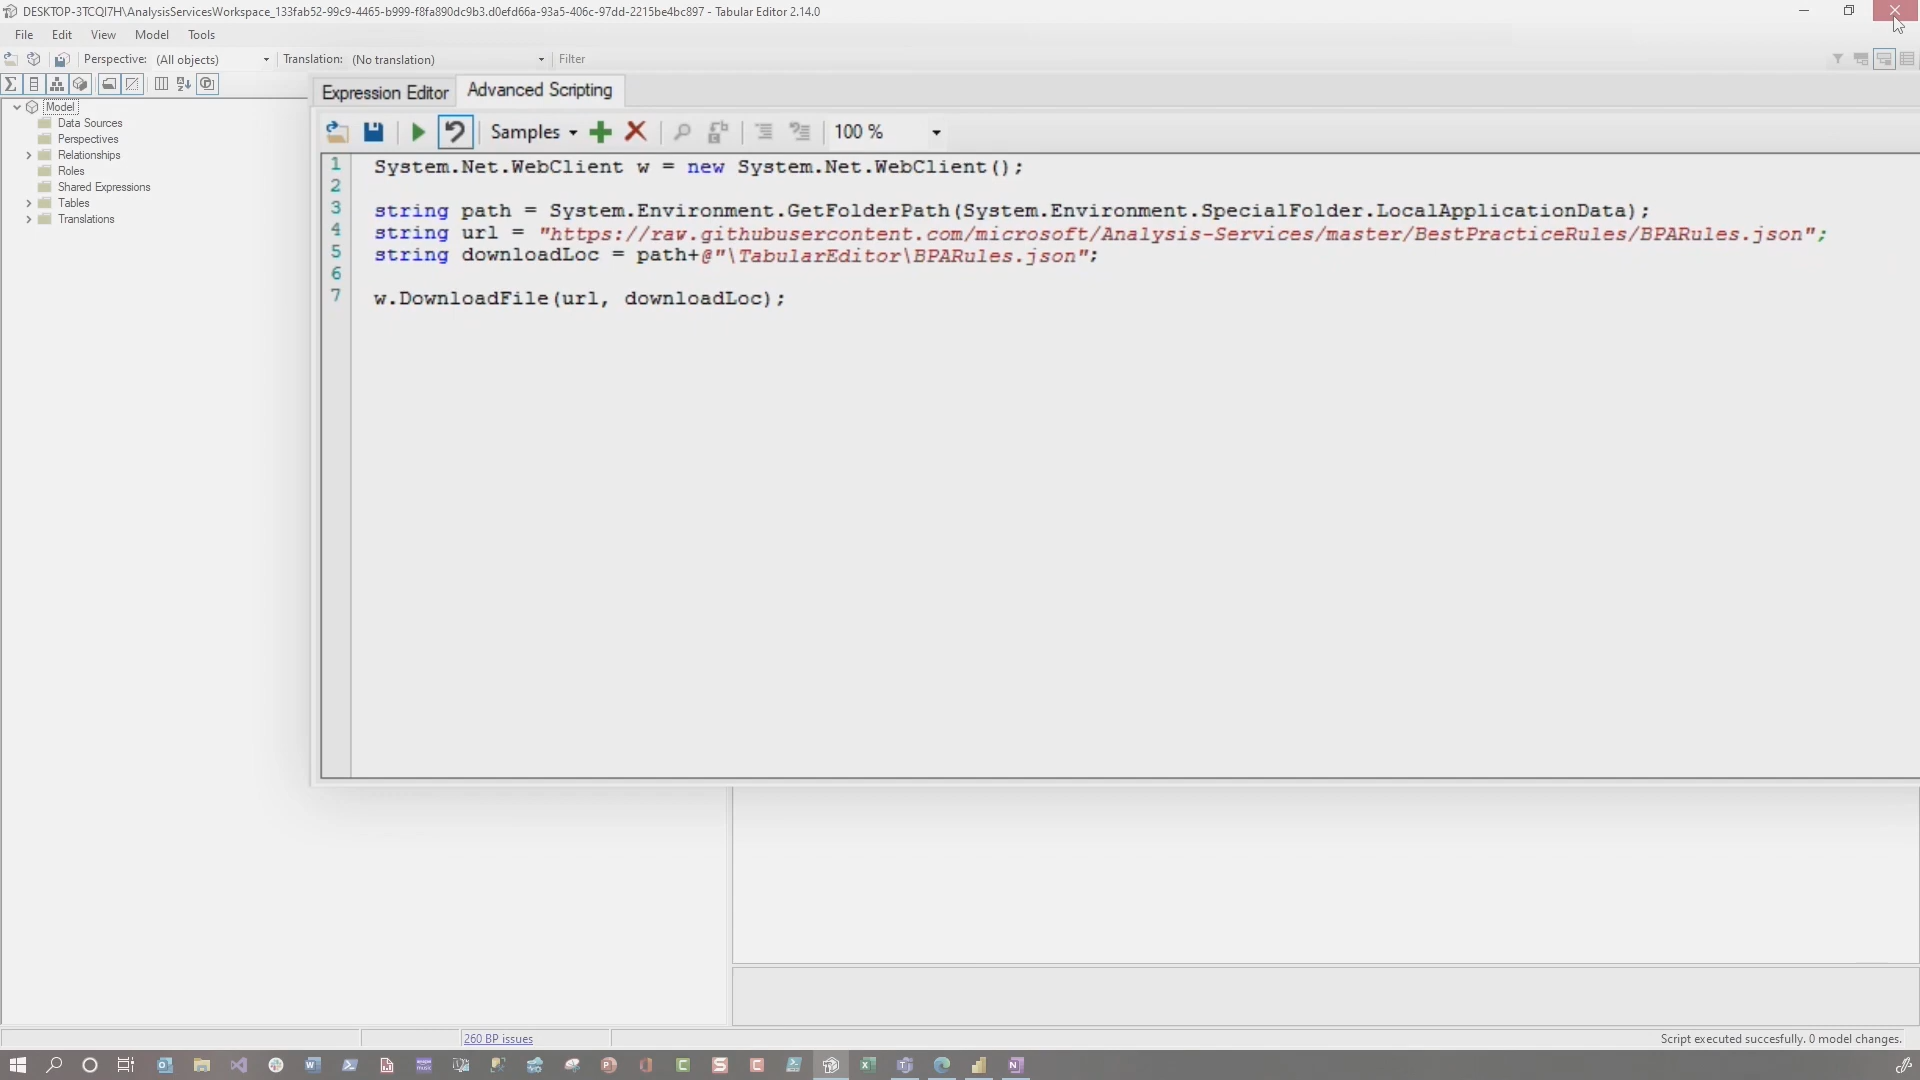 DESKTOP-3TCQI7H\AnalysisServicesWorkspace_133fab52-99c9-4465-b999-f8fa890dc9b3.d0efd66a-93a5-406c-97dd-2215be4bc897 - Tabular Editor 2.14.0
File Edit View Model Tools
Perspective: (All objects) Translation: (No translation) Filter
Expression Editor Advanced Scripting
Model
Data Sources
Perspectives
Relationships
Roles
Shared Expressions
Tables
Translations
Samples 100 %
1 System.Net.WebClient w = new System.Net.WebClient();
2
3 string path = System.Environment.GetFolderPath(System.Environment.SpecialFolder.LocalApplicationData);
4 string url = "https://raw.githubusercontent.com/microsoft/Analysis-Services/master/BestPracticeRules/BPARules.json";
5 string downloadLoc = path+@"\TabularEditor\BPARules.json";
6
7 w.DownloadFile(url, downloadLoc);
260 BP issues
Script executed succesfully. 0 model changes.